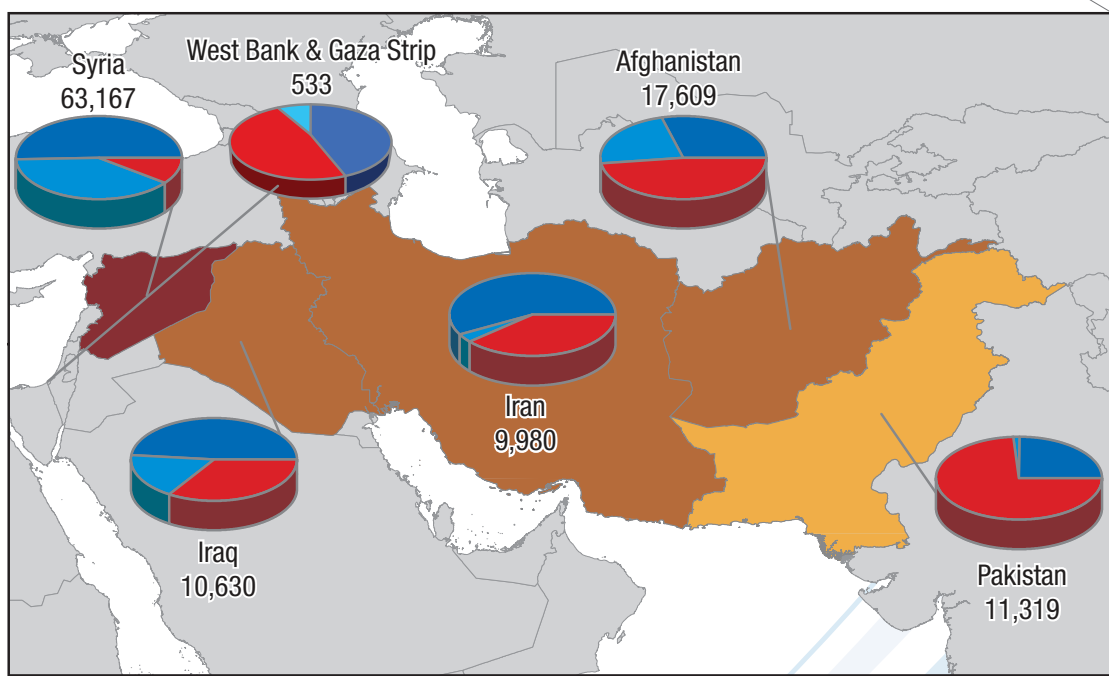 Syria
63,167
West Bank & Gaza Strip
533
Afghanistan
17,609
Iran
9,980
Iraq
10,630
Pakistan
11,319